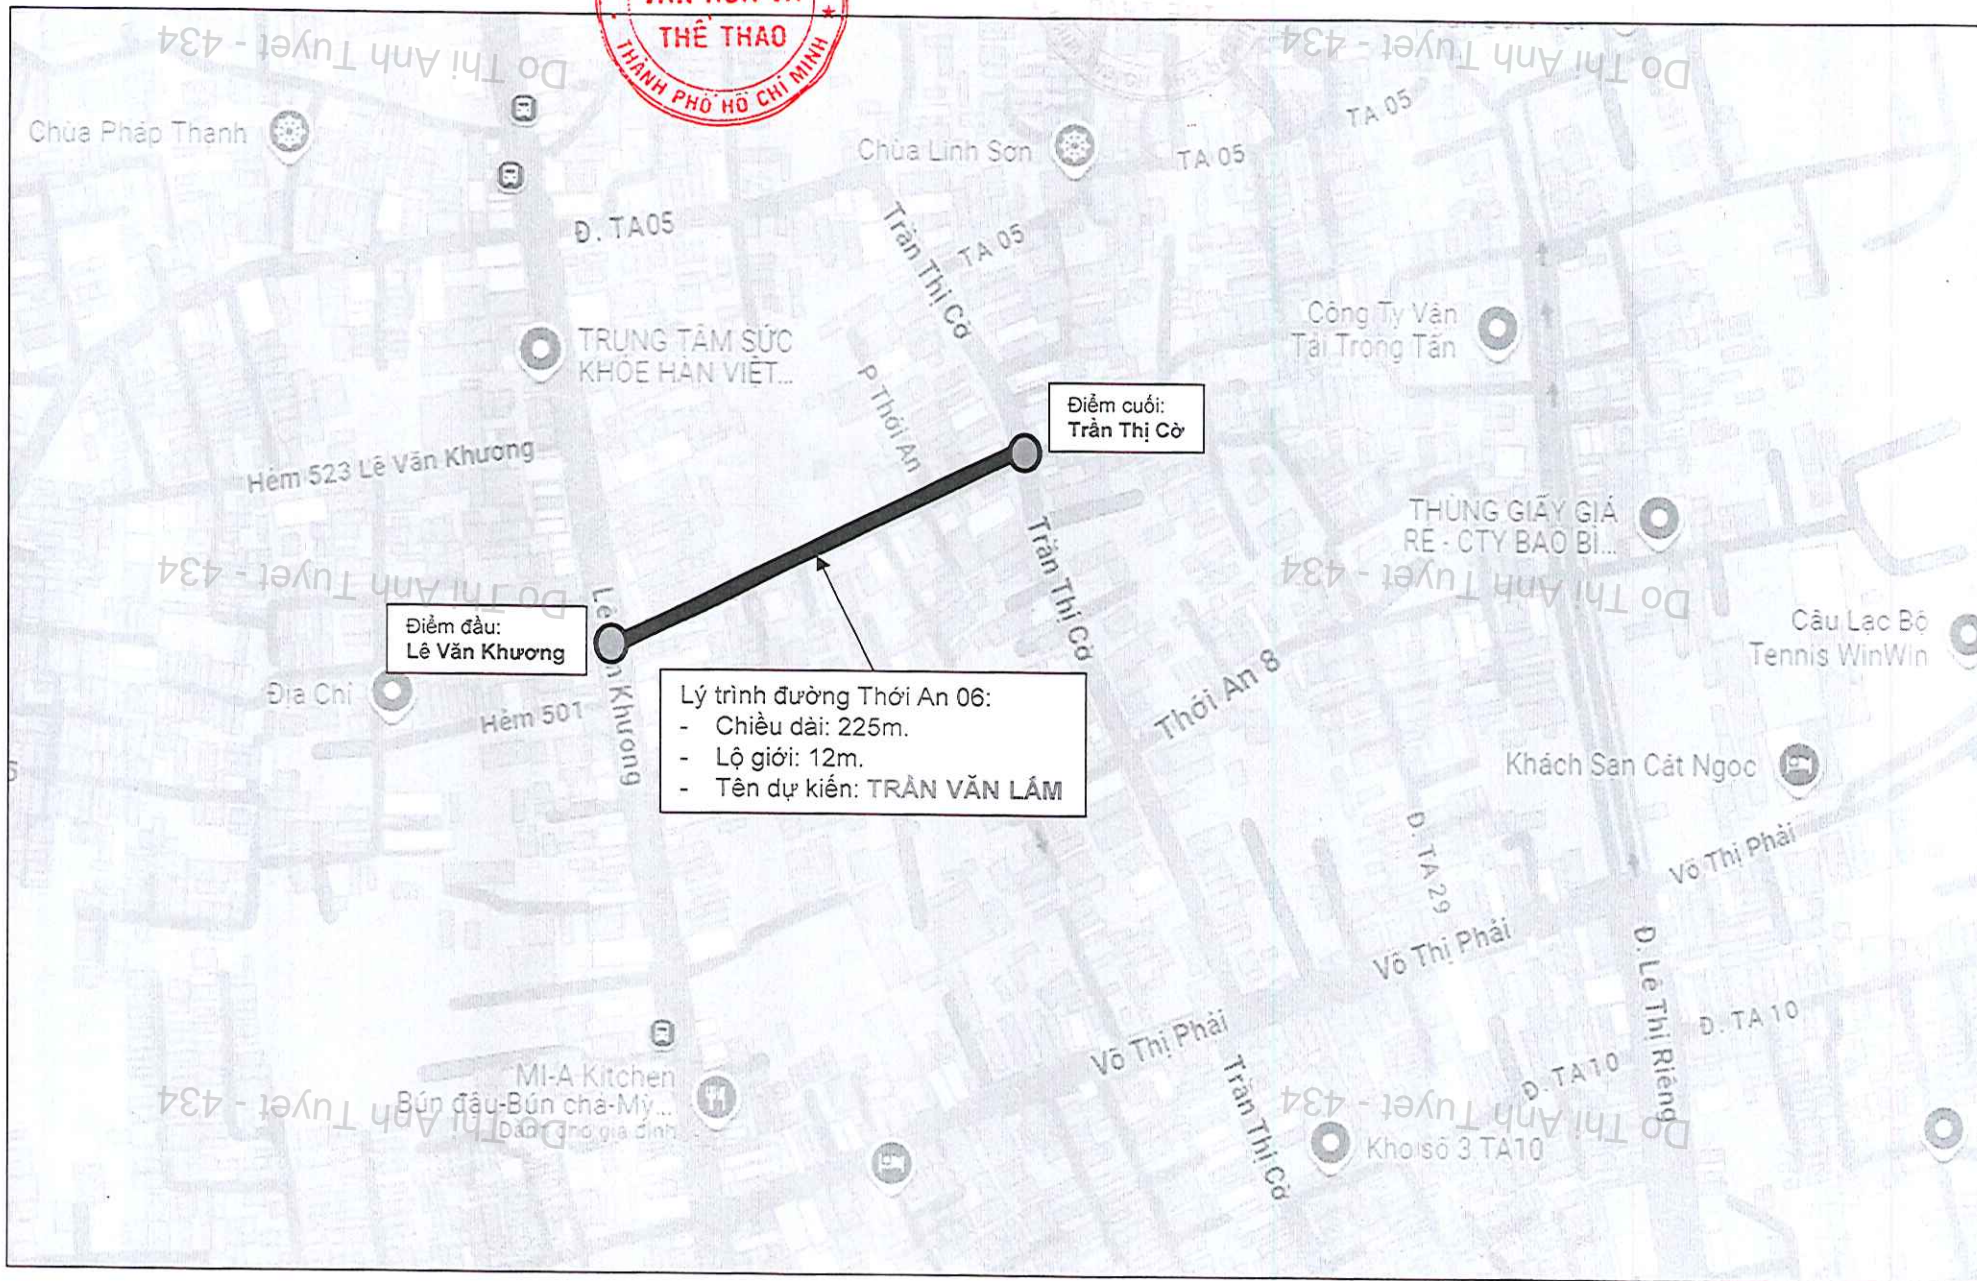 THỂ THAO
THÀNH PHỐ HỒ CHÍ MINH
Do Thi Anh Tuyet - 434
Do Thi Anh Tuyet - 434
Chùa Pháp Thạnh
Chùa Linh Sơn
TA 05
TA 05
Đ. TA05
TA 05
Trần Thị Cờ
TRUNG TÂM SỨC
KHỎE HÀN VIỆT...
Công Ty Vận
Tải Trọng Tấn
P Thới An
Điểm cuối:
Trần Thị Cờ
Hẻm 523 Lê Văn Khương
THÙNG GIẤY GIÁ
RẺ - CTY BAO BÌ...
Trần Thị Cờ
Do Thi Anh Tuyet - 434
Do Thi Anh Tuyet - 434
Điểm đầu:
Lê Văn Khương
Câu Lạc Bộ
Tennis WinWin
Địa Chỉ
Hẻm 501
Khương
Thới An 8
Lý trình đường Thới An 06:
- Chiều dài: 225m.
- Lộ giới: 12m.
- Tên dự kiến: TRẦN VĂN LẮM
Khách Sạn Cát Ngọc
Đ. TA 29
Võ Thị Phải
Võ Thị Phải
Đ. Lê Thị Riêng
Đ. TA 10
Võ Thị Phải
Trần Thị Cờ
Đ. TA10
MI-A Kitchen
Bún đậu-Bún chả-Mỳ...
Dành cho gia đình
Do Thi Anh Tuyet - 434
Do Thi Anh Tuyet - 434
Kho số 3 TA10